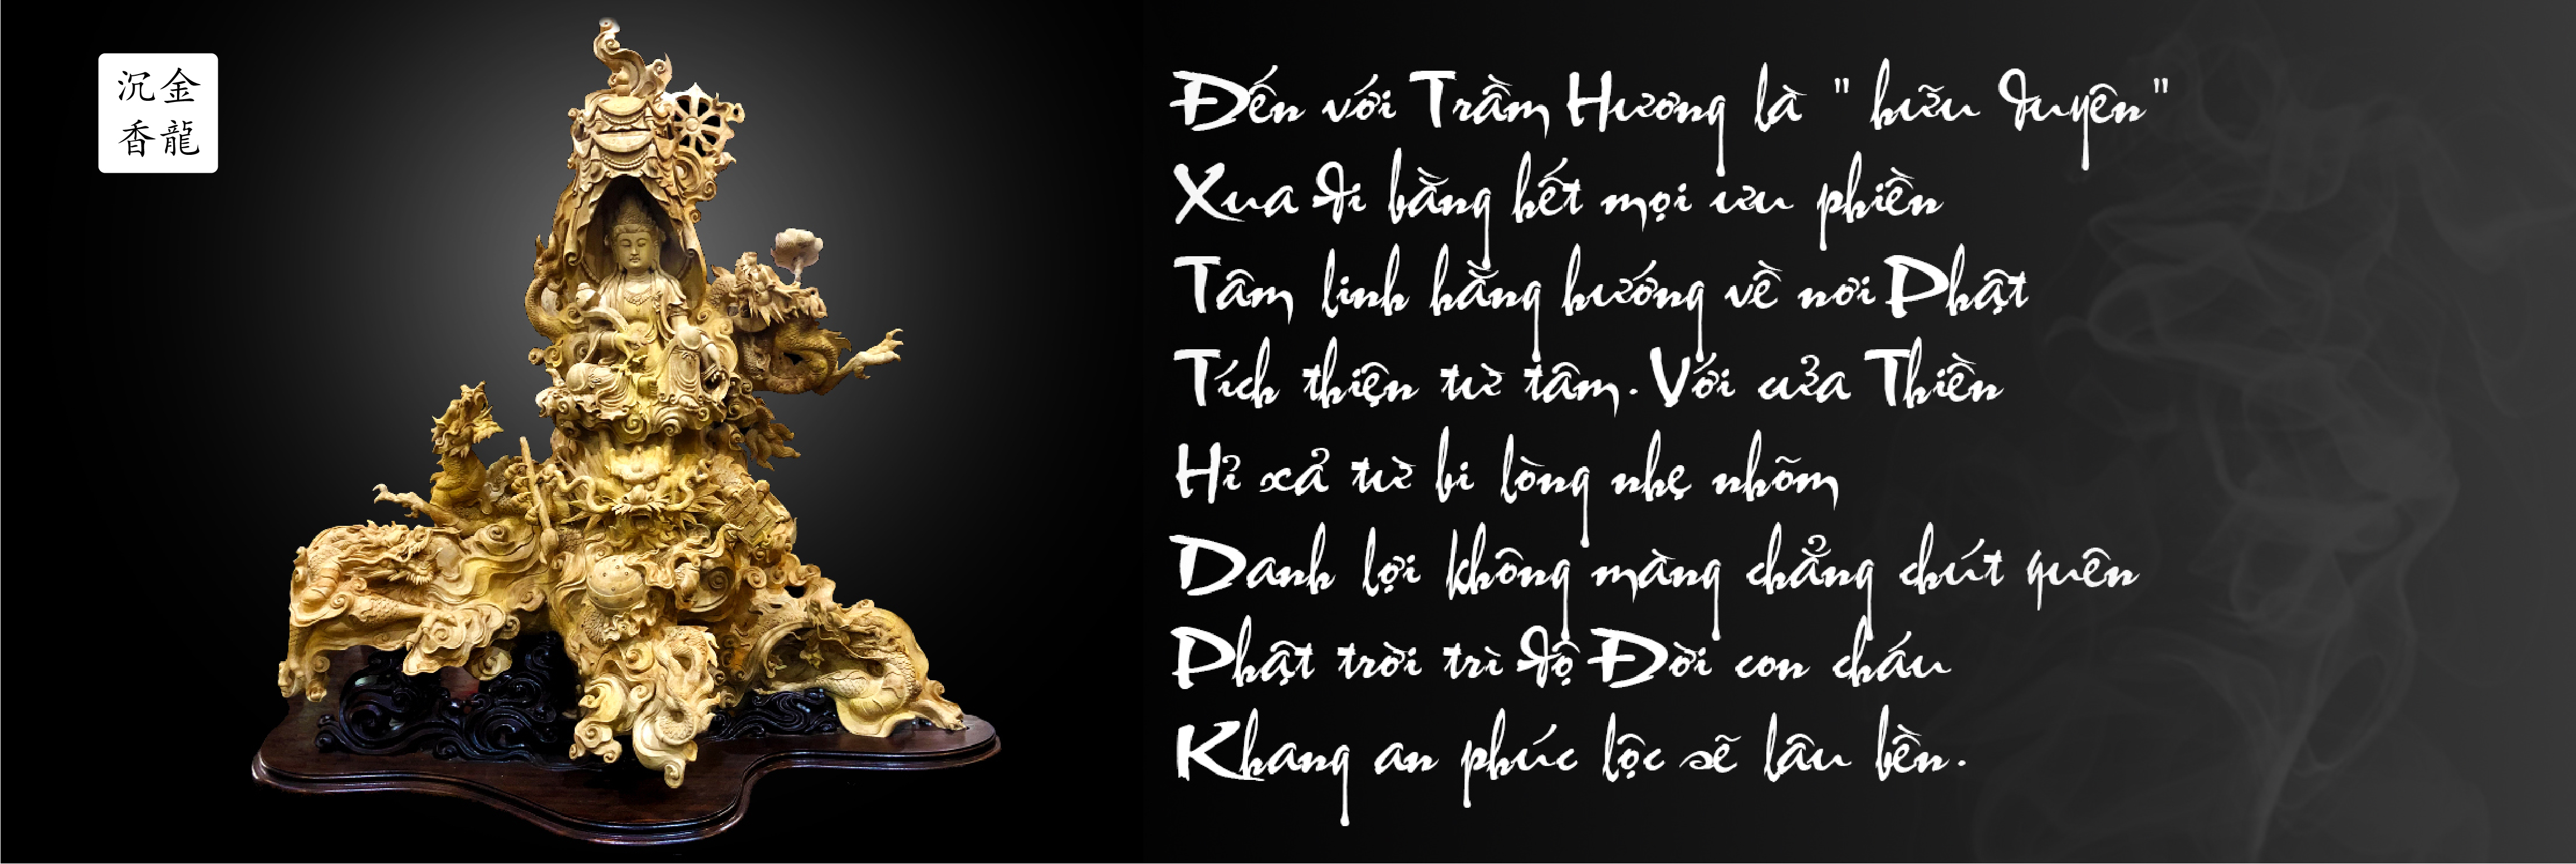 沉金
香龍
Đến với Trầm Hương là " hữu duyên"
Xua đi bằng hết mọi ưu phiền
Tâm linh hằng hướng về nơi Phật
Tích thiện từ tâm. Với cửa Thiền
Hỉ xả từ bi lòng nhẹ nhõm
Danh lợi không màng chẳng chút quên
Phật trời trì độ Đời con cháu
Khang an phúc lộc sẽ lâu bền.